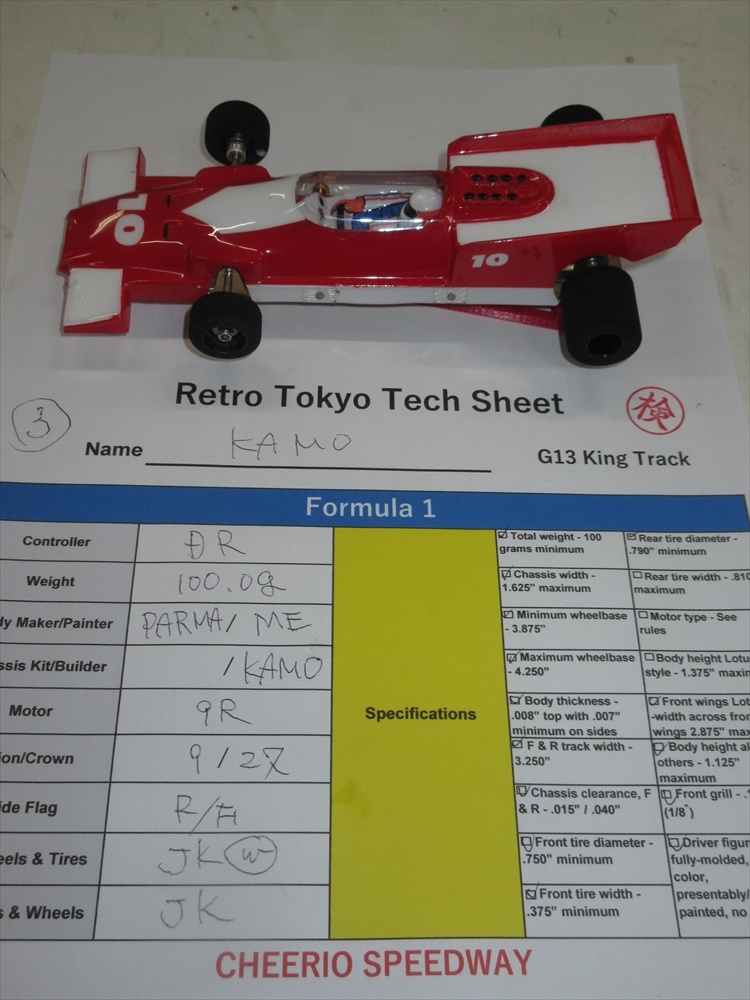 10
10
Retro Tokyo Tech Sheet
検
3
Name KAMO
G13 King Track
Formula 1
Controller DR
Weight 100.0g
dy Maker/Painter PARMA/ ME
ssis Kit/Builder /KAMO
Motor 9R
ion/Crown 9/27
ide Flag
eels & Tires JK W
s & Wheels JK
Specifications
Total weight - 100
grams minimum
Chassis width -
1.625" maximum
Minimum wheelbase
- 3.875"
Maximum wheelbase
- 4.250"
Body thickness -
.008" top with .007"
minimum on sides
F & R track width -
3.250"
Chassis clearance, F
& R - .015" / .040"
Front tire diameter -
.750" minimum
Front tire width -
.375" minimum
Rear tire diameter -
.790" minimum
Rear tire width - .810
maximum
Motor type - See
rules
Body height Lotu
style - 1.375" maxin
Front wings Lot
-width across fron
wings 2.875" max
Body height al
others - 1.125"
maximum
Front grill - .1
(1/8")
Driver figur
fully-molded,
color,
presentably/
painted, no
CHEERIO SPEEDWAY